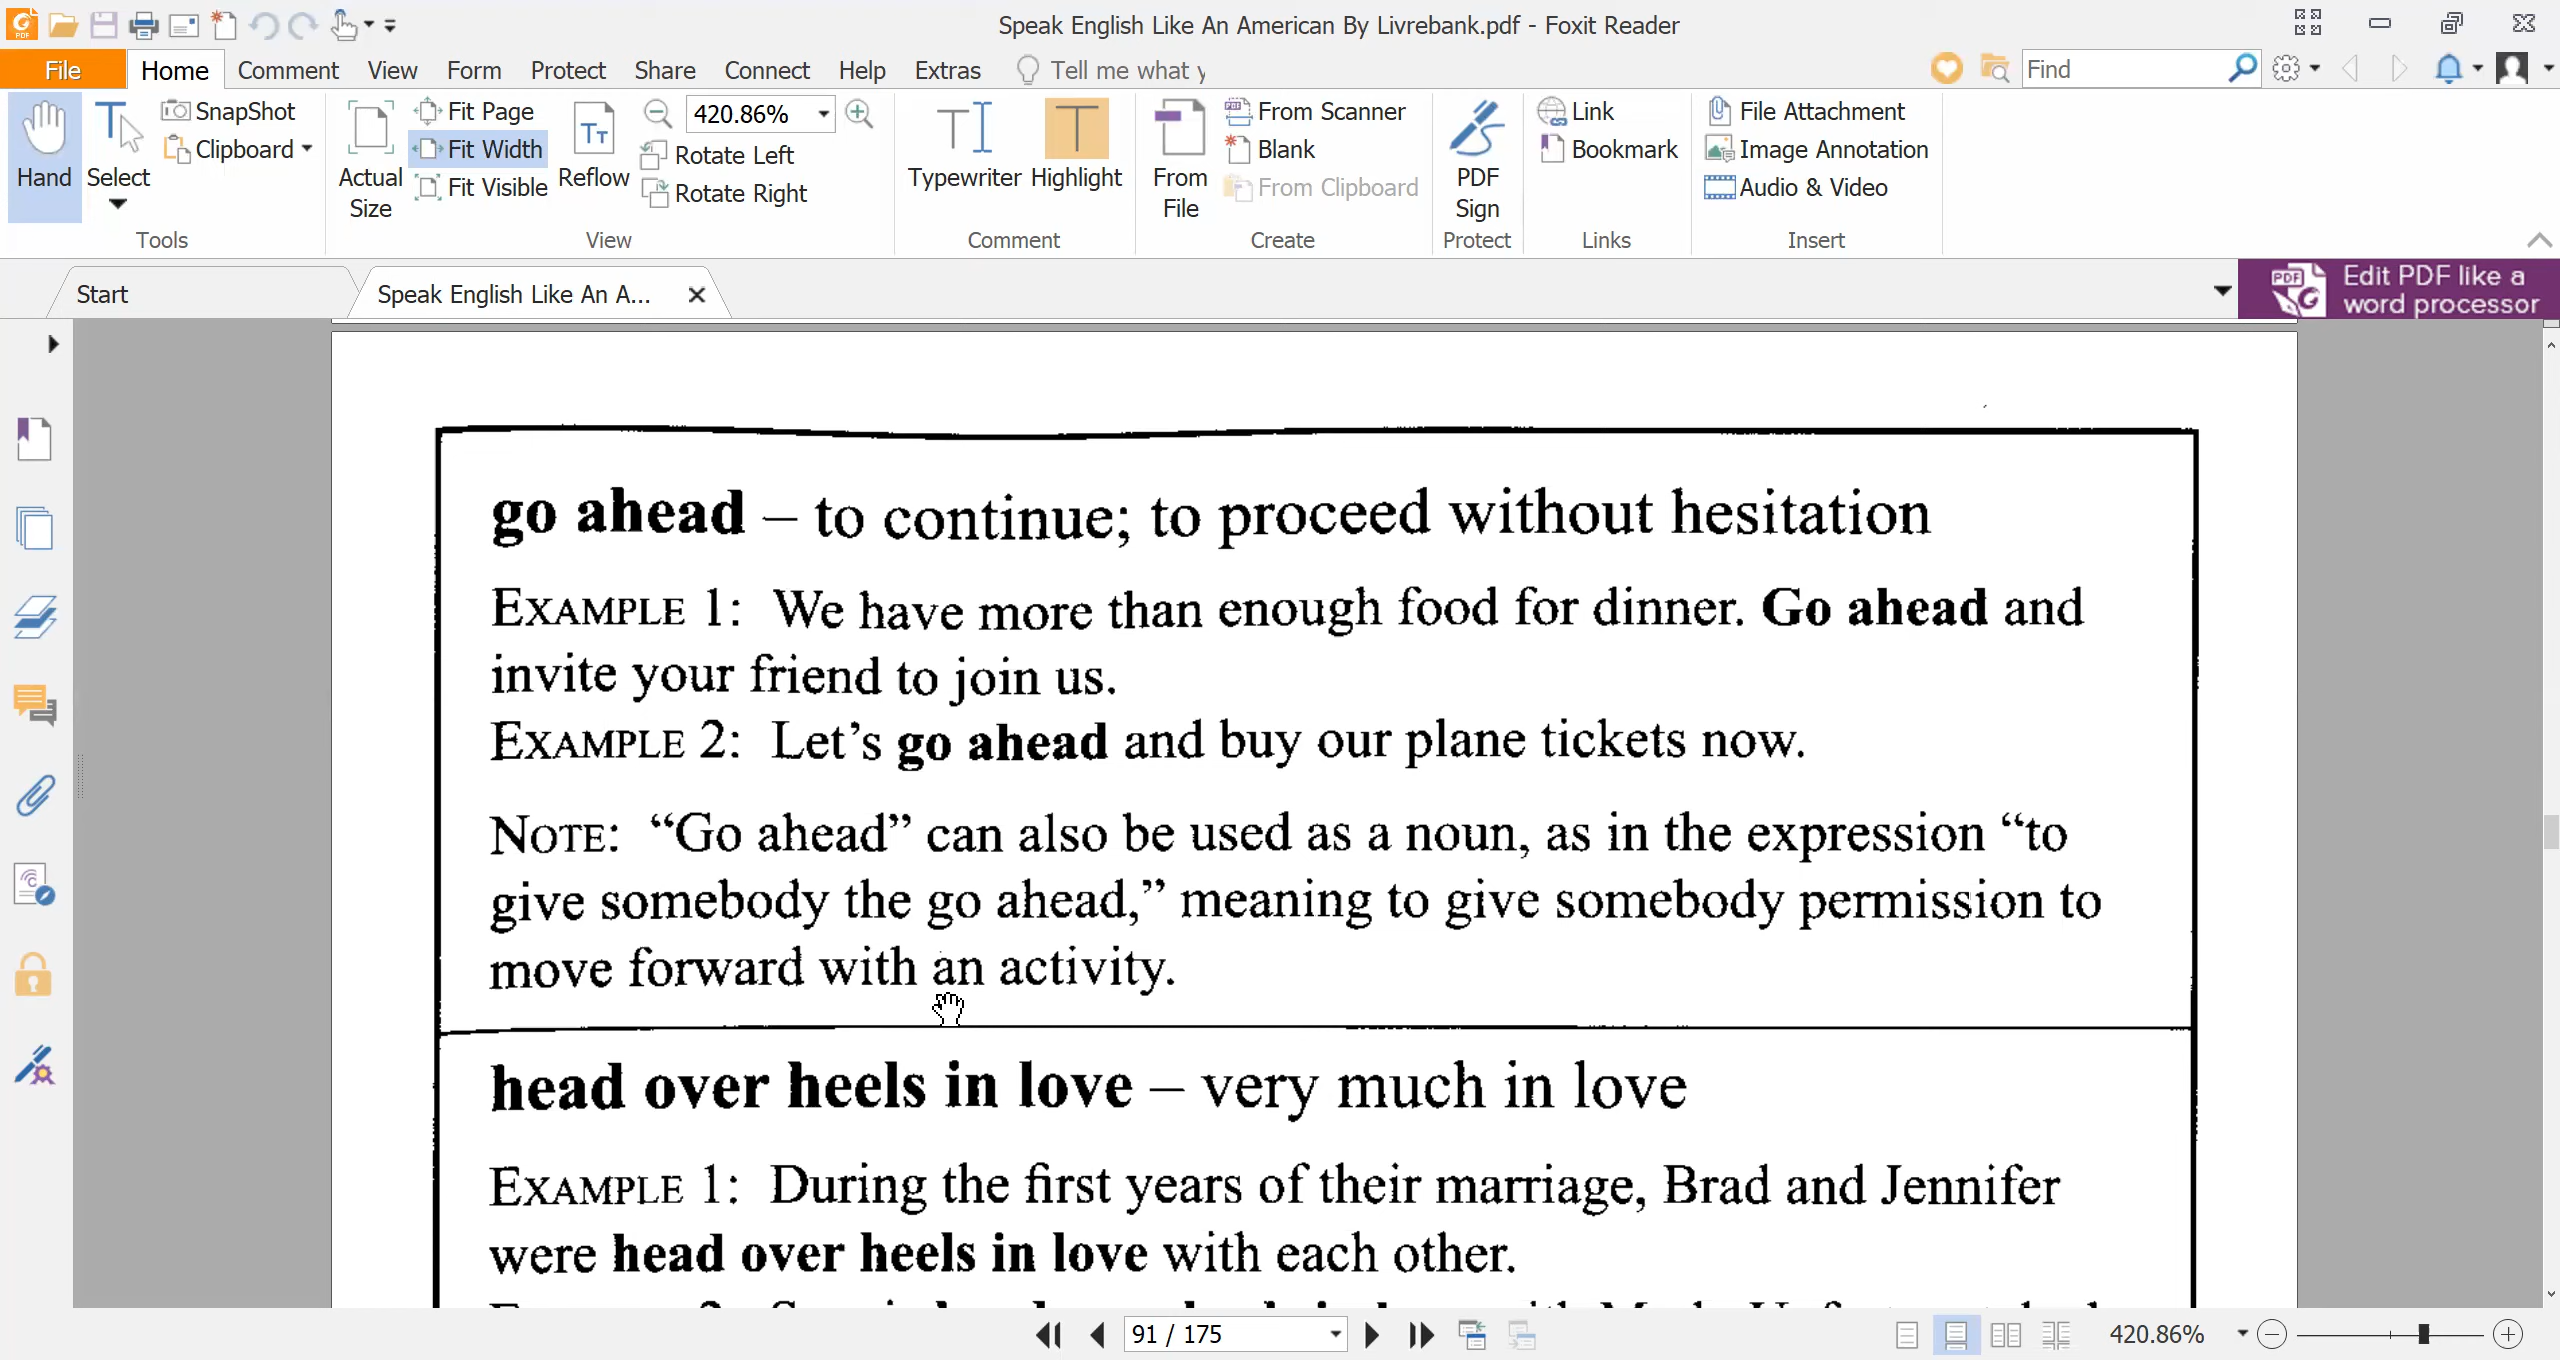 Speak English Like An American By Livrebank.pdf - Foxit Reader
File Home Comment View Form Protect Share Connect Help Extras Tell me what y Find
Hand
Select
SnapShot
Clipboard
Tools
Actual
Size
Fit Page
Fit Width
Fit Visible
Reflow
420.86%
Rotate Left
Rotate Right
View
Typewriter
Highlight
Comment
From
File
From Scanner
Blank
From Clipboard
Create
PDF
Sign
Protect
Link
Bookmark
Links
File Attachment
Image Annotation
Audio & Video
Insert
Start
Speak English Like An A...
Edit PDF like a
word processor
go ahead – to continue; to proceed without hesitation
EXAMPLE 1: We have more than enough food for dinner. Go ahead and
invite your friend to join us.
EXAMPLE 2: Let's go ahead and buy our plane tickets now.
NOTE: “Go ahead” can also be used as a noun, as in the expression “to
give somebody the go ahead,” meaning to give somebody permission to
move forward with an activity.
head over heels in love – very much in love
EXAMPLE 1: During the first years of their marriage, Brad and Jennifer
were head over heels in love with each other.
91 / 175
420.86%